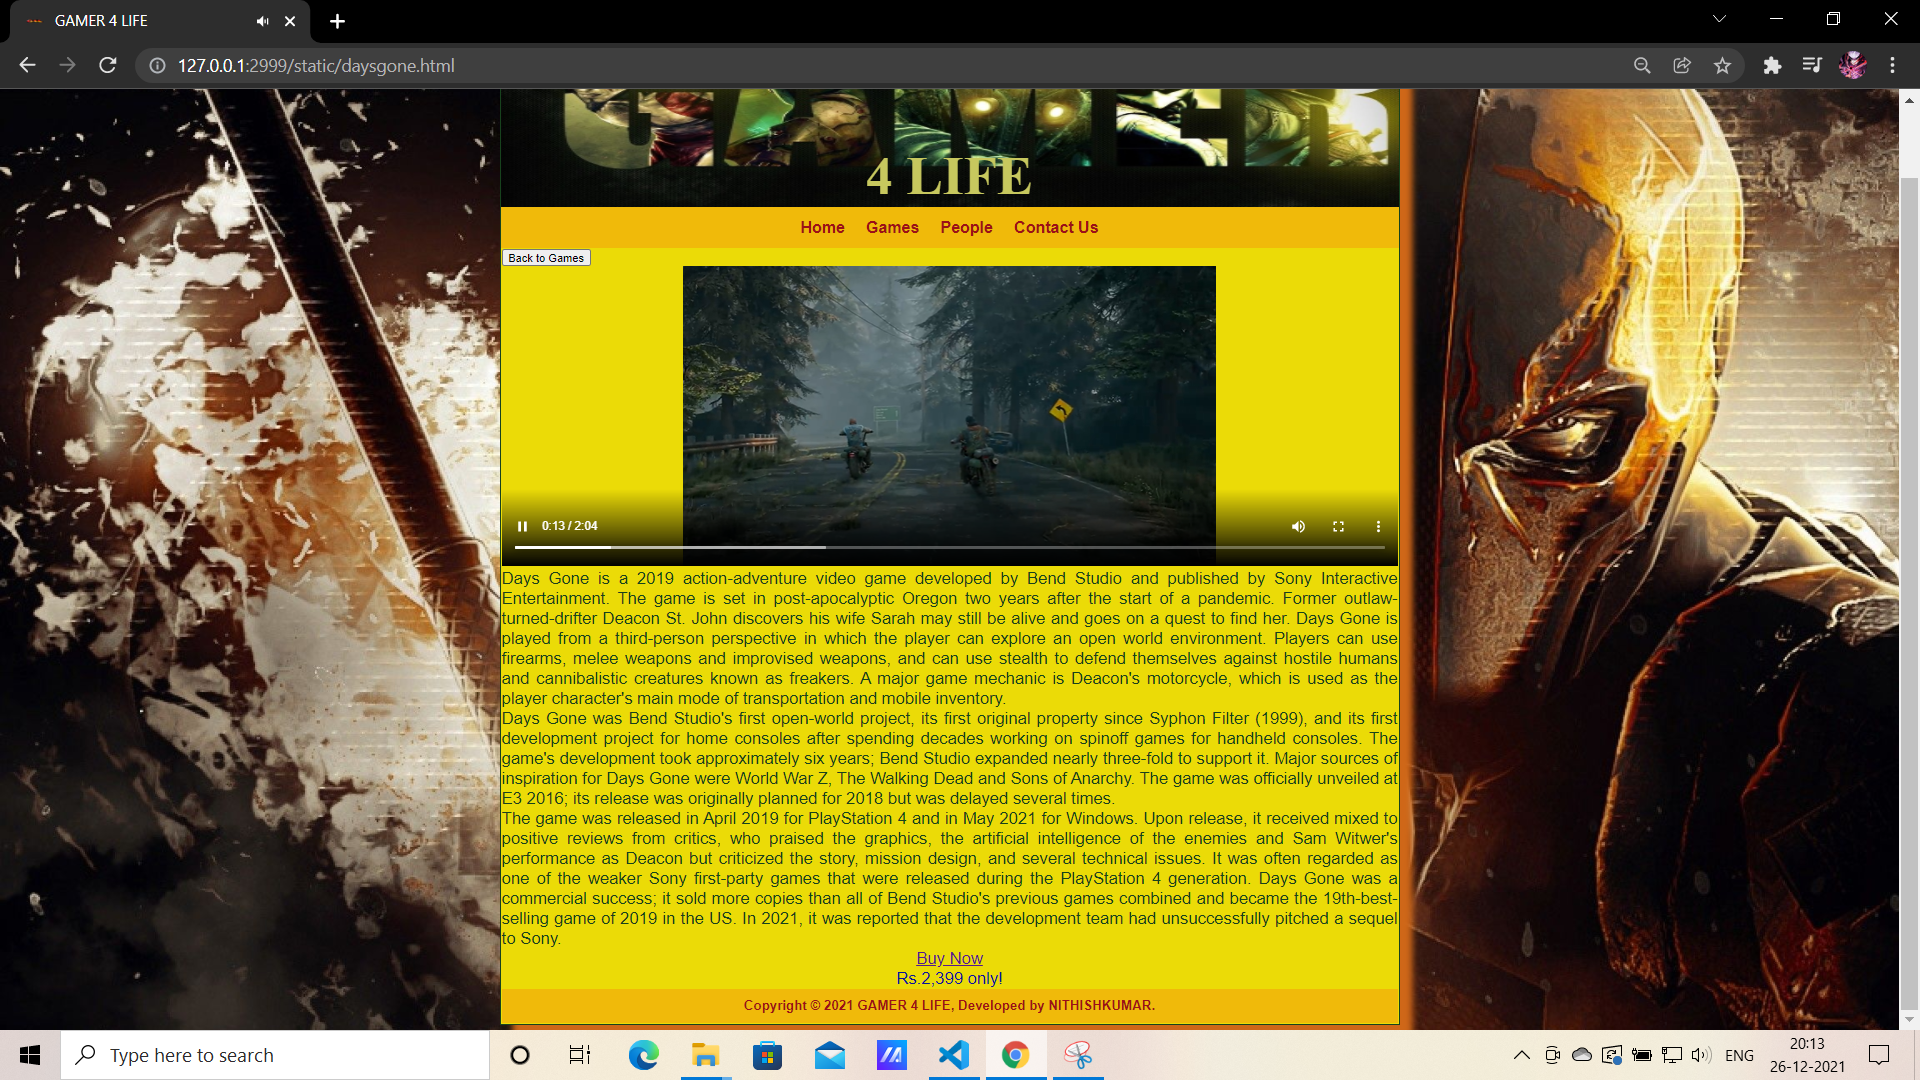 GAMER 4 LIFE
127.0.0.1:2999/static/daysgone.html
GAMER
4 LIFE
Home Games People Contact Us
Back to Games
0:13 / 2:04
Days Gone is a 2019 action-adventure video game developed by Bend Studio and published by Sony Interactive
Entertainment. The game is set in post-apocalyptic Oregon two years after the start of a pandemic. Former outlaw-
turned-drifter Deacon St. John discovers his wife Sarah may still be alive and goes on a quest to find her. Days Gone is
played from a third-person perspective in which the player can explore an open world environment. Players can use
firearms, melee weapons and improvised weapons, and can use stealth to defend themselves against hostile humans
and cannibalistic creatures known as freakers. A major game mechanic is Deacon's motorcycle, which is used as the
player character's main mode of transportation and mobile inventory.
Days Gone was Bend Studio's first open-world project, its first original property since Syphon Filter (1999), and its first
development project for home consoles after spending decades working on spinoff games for handheld consoles. The
game's development took approximately six years; Bend Studio expanded nearly three-fold to support it. Major sources of
inspiration for Days Gone were World War Z, The Walking Dead and Sons of Anarchy. The game was officially unveiled at
E3 2016; its release was originally planned for 2018 but was delayed several times.
The game was released in April 2019 for PlayStation 4 and in May 2021 for Windows. Upon release, it received mixed to
positive reviews from critics, who praised the graphics, the artificial intelligence of the enemies and Sam Witwer's
performance as Deacon but criticized the story, mission design, and several technical issues. It was often regarded as
one of the weaker Sony first-party games that were released during the PlayStation 4 generation. Days Gone was a
commercial success; it sold more copies than all of Bend Studio's previous games combined and became the 19th-best-
selling game of 2019 in the US. In 2021, it was reported that the development team had unsuccessfully pitched a sequel
to Sony.
Buy Now
Rs.2,399 only!
Copyright © 2021 GAMER 4 LIFE, Developed by NITHISHKUMAR.
Type here to search
ENG
20:13
26-12-2021